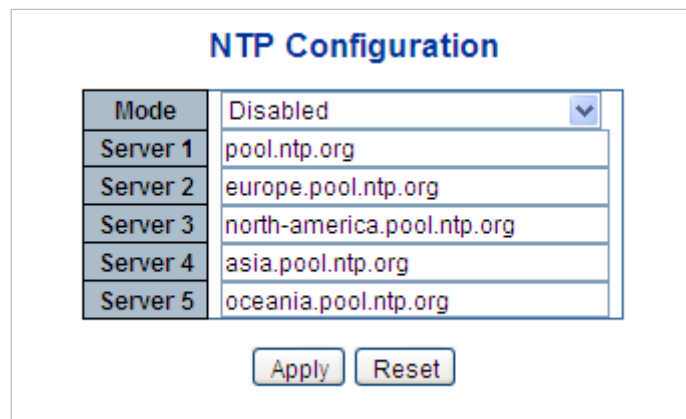 NTP Configuration
Mode Disabled
Server 1 pool.ntp.org
Server 2 europe.pool.ntp.org
Server 3 north-america.pool.ntp.org
Server 4 asia.pool.ntp.org
Server 5 oceania.pool.ntp.org
Apply Reset